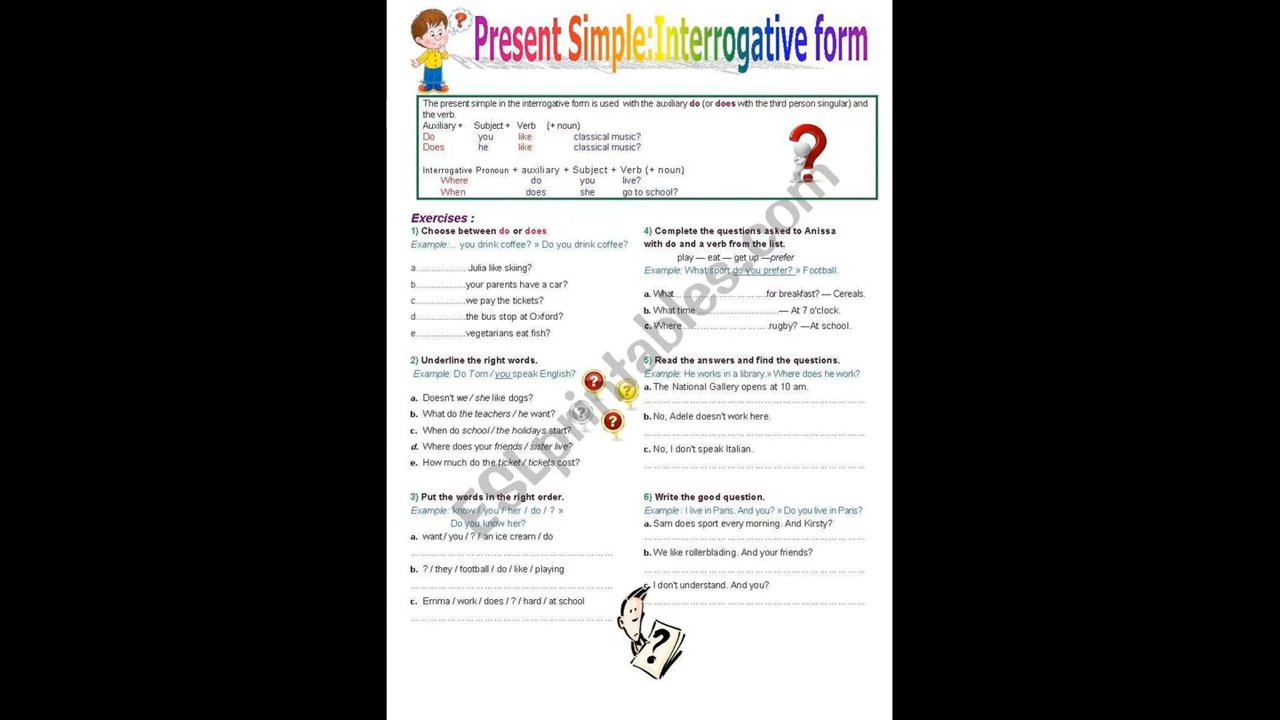 Present Simple:Interrogative form
The present simple in the interrogative form is used with the auxiliary do (or does with the third person singular) and
the verb.
Auxiliary + Subject + Verb (+ noun)
Do you like classical music?
Does he like classical music?
Interrogative Pronoun + auxiliary + Subject + Verb (+ noun)
Where do you live?
When does she go to school?
Exercises :
1) Choose between do or does.
Example:... you drink coffee? » Do you drink coffee?
a.................... Julia like skiing?
b...................your parents have a car?
c...................we pay the tickets?
d...................the bus stop at Oxford?
e...................vegetarians eat fish?
2) Underline the right words.
Example: Do Tom / you speak English?
a. Doesn't we / she like dogs?
b. What do the teachers / he want?
c. When do school / the holidays start?
d. Where does your friends / sister live?
e. How much do the ticket / tickets cost?
3) Put the words in the right order.
Example: know / you / her / do / ? »
Do you know her?
a. want / you / ? / an ice cream / do
b. ? / they / football / do / like / playing
c. Emma / work / does / ? / hard / at school
4) Complete the questions asked to Anissa
with do and a verb from the list.
play — eat — get up —prefer
Example: What sport do you prefer? » Football.
a. What..............................for breakfast? — Cereals.
b. What time..............................— At 7 o'clock.
c. Where..............................rugby? —At school.
5) Read the answers and find the questions.
Example: He works in a library.» Where does he work?
a. The National Gallery opens at 10 am.
b. No, Adele doesn't work here.
c. No, I don't speak Italian.
6) Write the good question.
Example : I live in Paris. And you? » Do you live in Paris?
a. Sam does sport every morning. And Kirsty?
b. We like rollerblading. And your friends?
c. I don't understand. And you?
ESLprintables.com